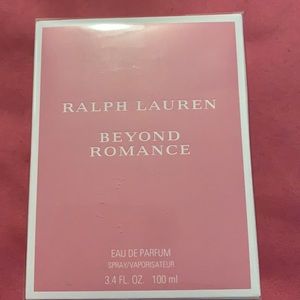 RALPH LAUREN
BEYOND
ROMANCE
EAU DE PARFUM
SPRAY/VAPORISATEUR
3.4 FL. OZ. 100 ml